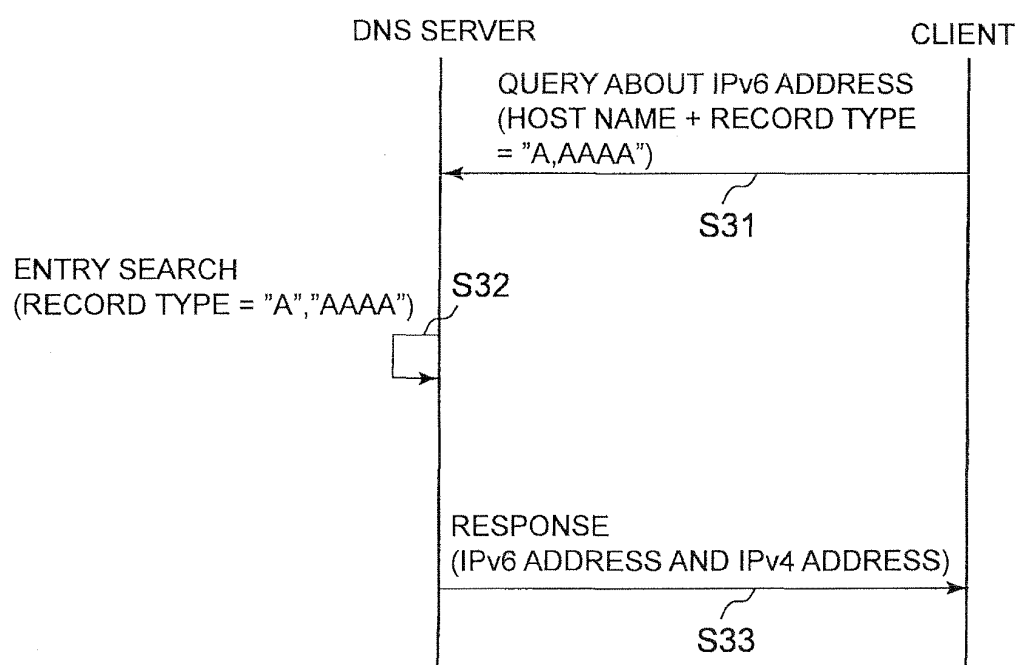 DNS SERVER
CLIENT
QUERY ABOUT IPv6 ADDRESS
(HOST NAME + RECORD TYPE
= ”A,AAAA”)
S31
ENTRY SEARCH
(RECORD TYPE = ”A”,”AAAA”)
S32
RESPONSE
(IPv6 ADDRESS AND IPv4 ADDRESS)
S33